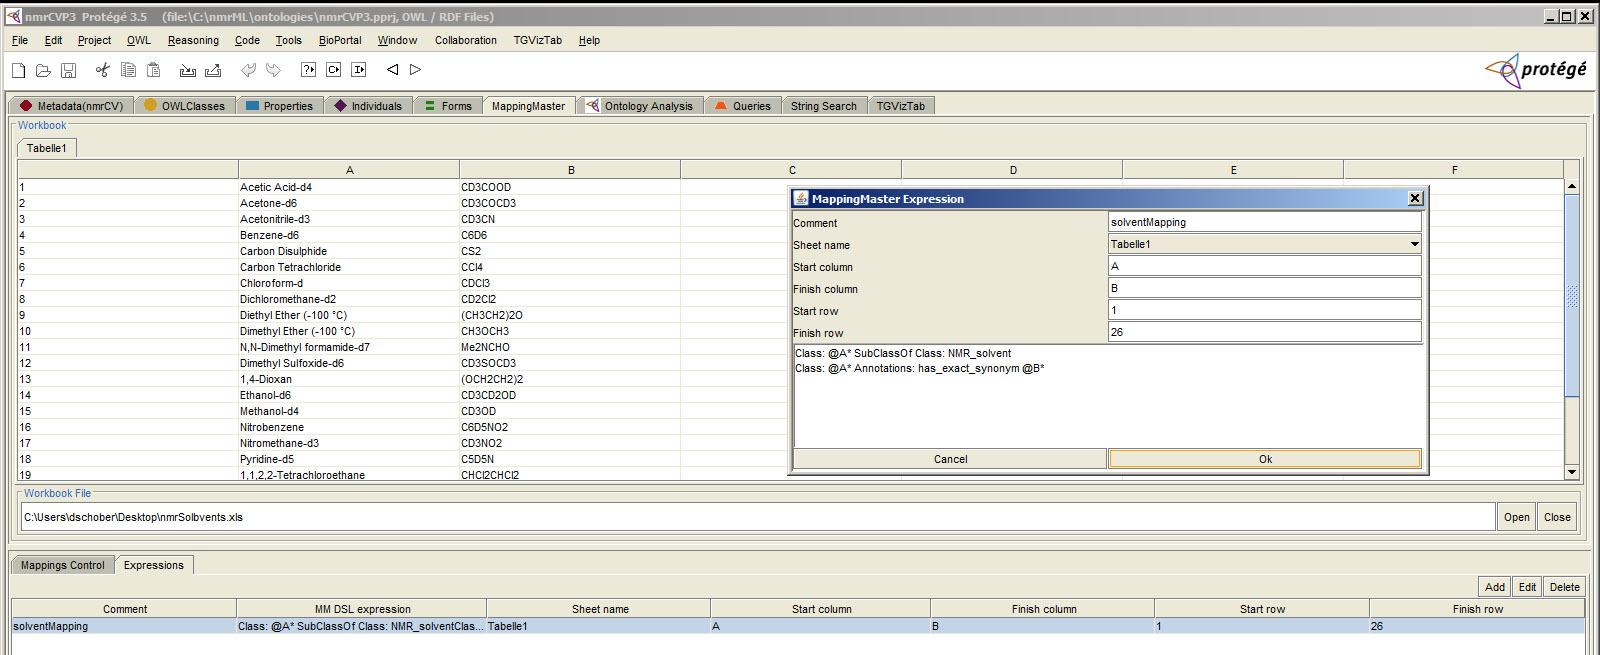 nmrCVP3 Protégé 3.5 (file:\C:\nmrML\ontologies\nmrCVP3.pprj, OWL / RDF Files)
File Edit Project OWL Reasoning Code Tools BioPortal Window Collaboration TGVizTab Help
protégé
Metadata(nmrCV) OWLClasses Properties Individuals Forms MappingMaster Ontology Analysis Queries String Search TGVizTab
Workbook
Tabelle1
A B C D E F
1 Acetic Acid-d4 CD3COOD
2 Acetone-d6 CD3COCD3
3 Acetonitrile-d3 CD3CN
4 Benzene-d6 C6D6
5 Carbon Disulphide CS2
6 Carbon Tetrachloride CCl4
7 Chloroform-d CDCl3
8 Dichloromethane-d2 CD2Cl2
9 Diethyl Ether (-100 °C) (CH3CH2)2O
10 Dimethyl Ether (-100 °C) CH3OCH3
11 N,N-Dimethyl formamide-d7 Me2NCHO
12 Dimethyl Sulfoxide-d6 CD3SOCD3
13 1,4-Dioxan (OCH2CH2)2
14 Ethanol-d6 CD3CD2OD
15 Methanol-d4 CD3OD
16 Nitrobenzene C6D5NO2
17 Nitromethane-d3 CD3NO2
18 Pyridine-d5 C5D5N
19 1,1,2,2-Tetrachloroethane CHCl2CHCl2
MappingMaster Expression
Comment solventMapping
Sheet name Tabelle1
Start column A
Finish column B
Start row 1
Finish row 26
Class: @A* SubClassOf Class: NMR_solvent
Class: @A* Annotations: has_exact_synonym @B*
Cancel Ok
Workbook File
C:\Users\dschober\Desktop\nmrSolbvents.xls Open Close
Mappings Control Expressions
Add Edit Delete
Comment MM DSL expression Sheet name Start column Finish column Start row Finish row
solventMapping Class: @A* SubClassOf Class: NMR_solventClas... Tabelle1 A B 1 26